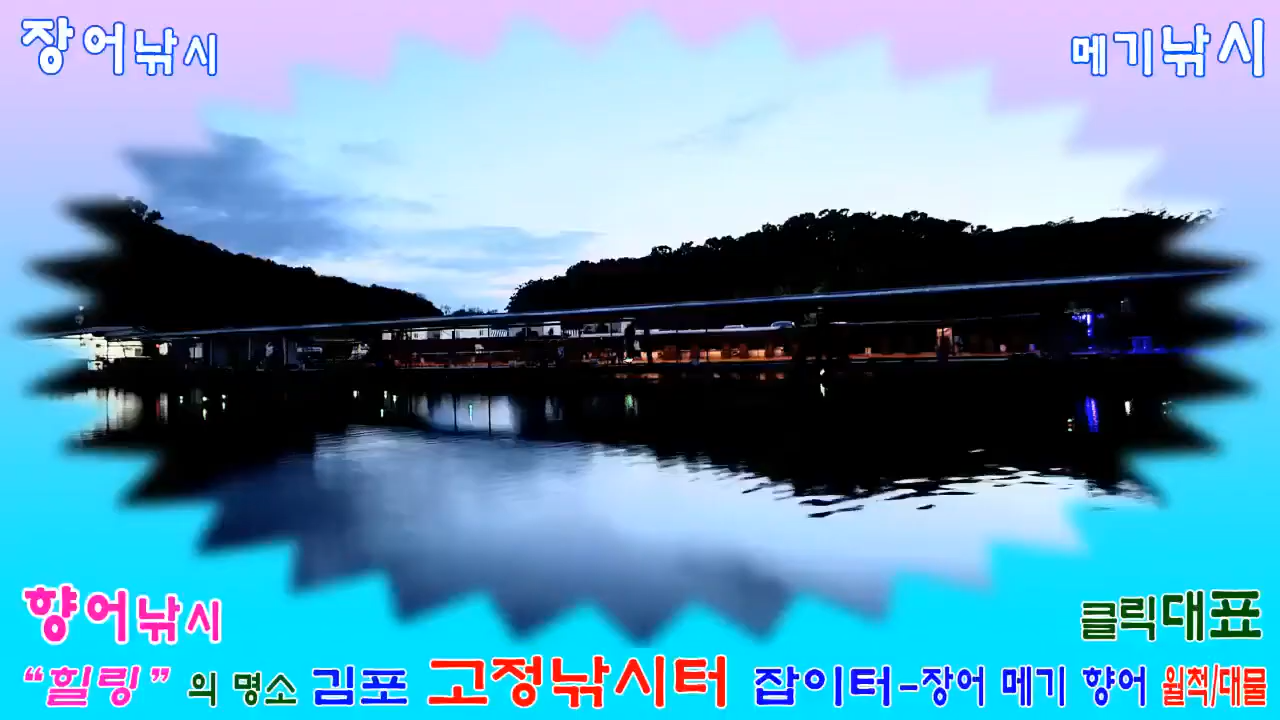 장어낚시
메기낚시
향어낚시
클릭대표
“힐링” 의 명소 김포 고정낚시터 잡이터-장어 메기 향어 월척/대물